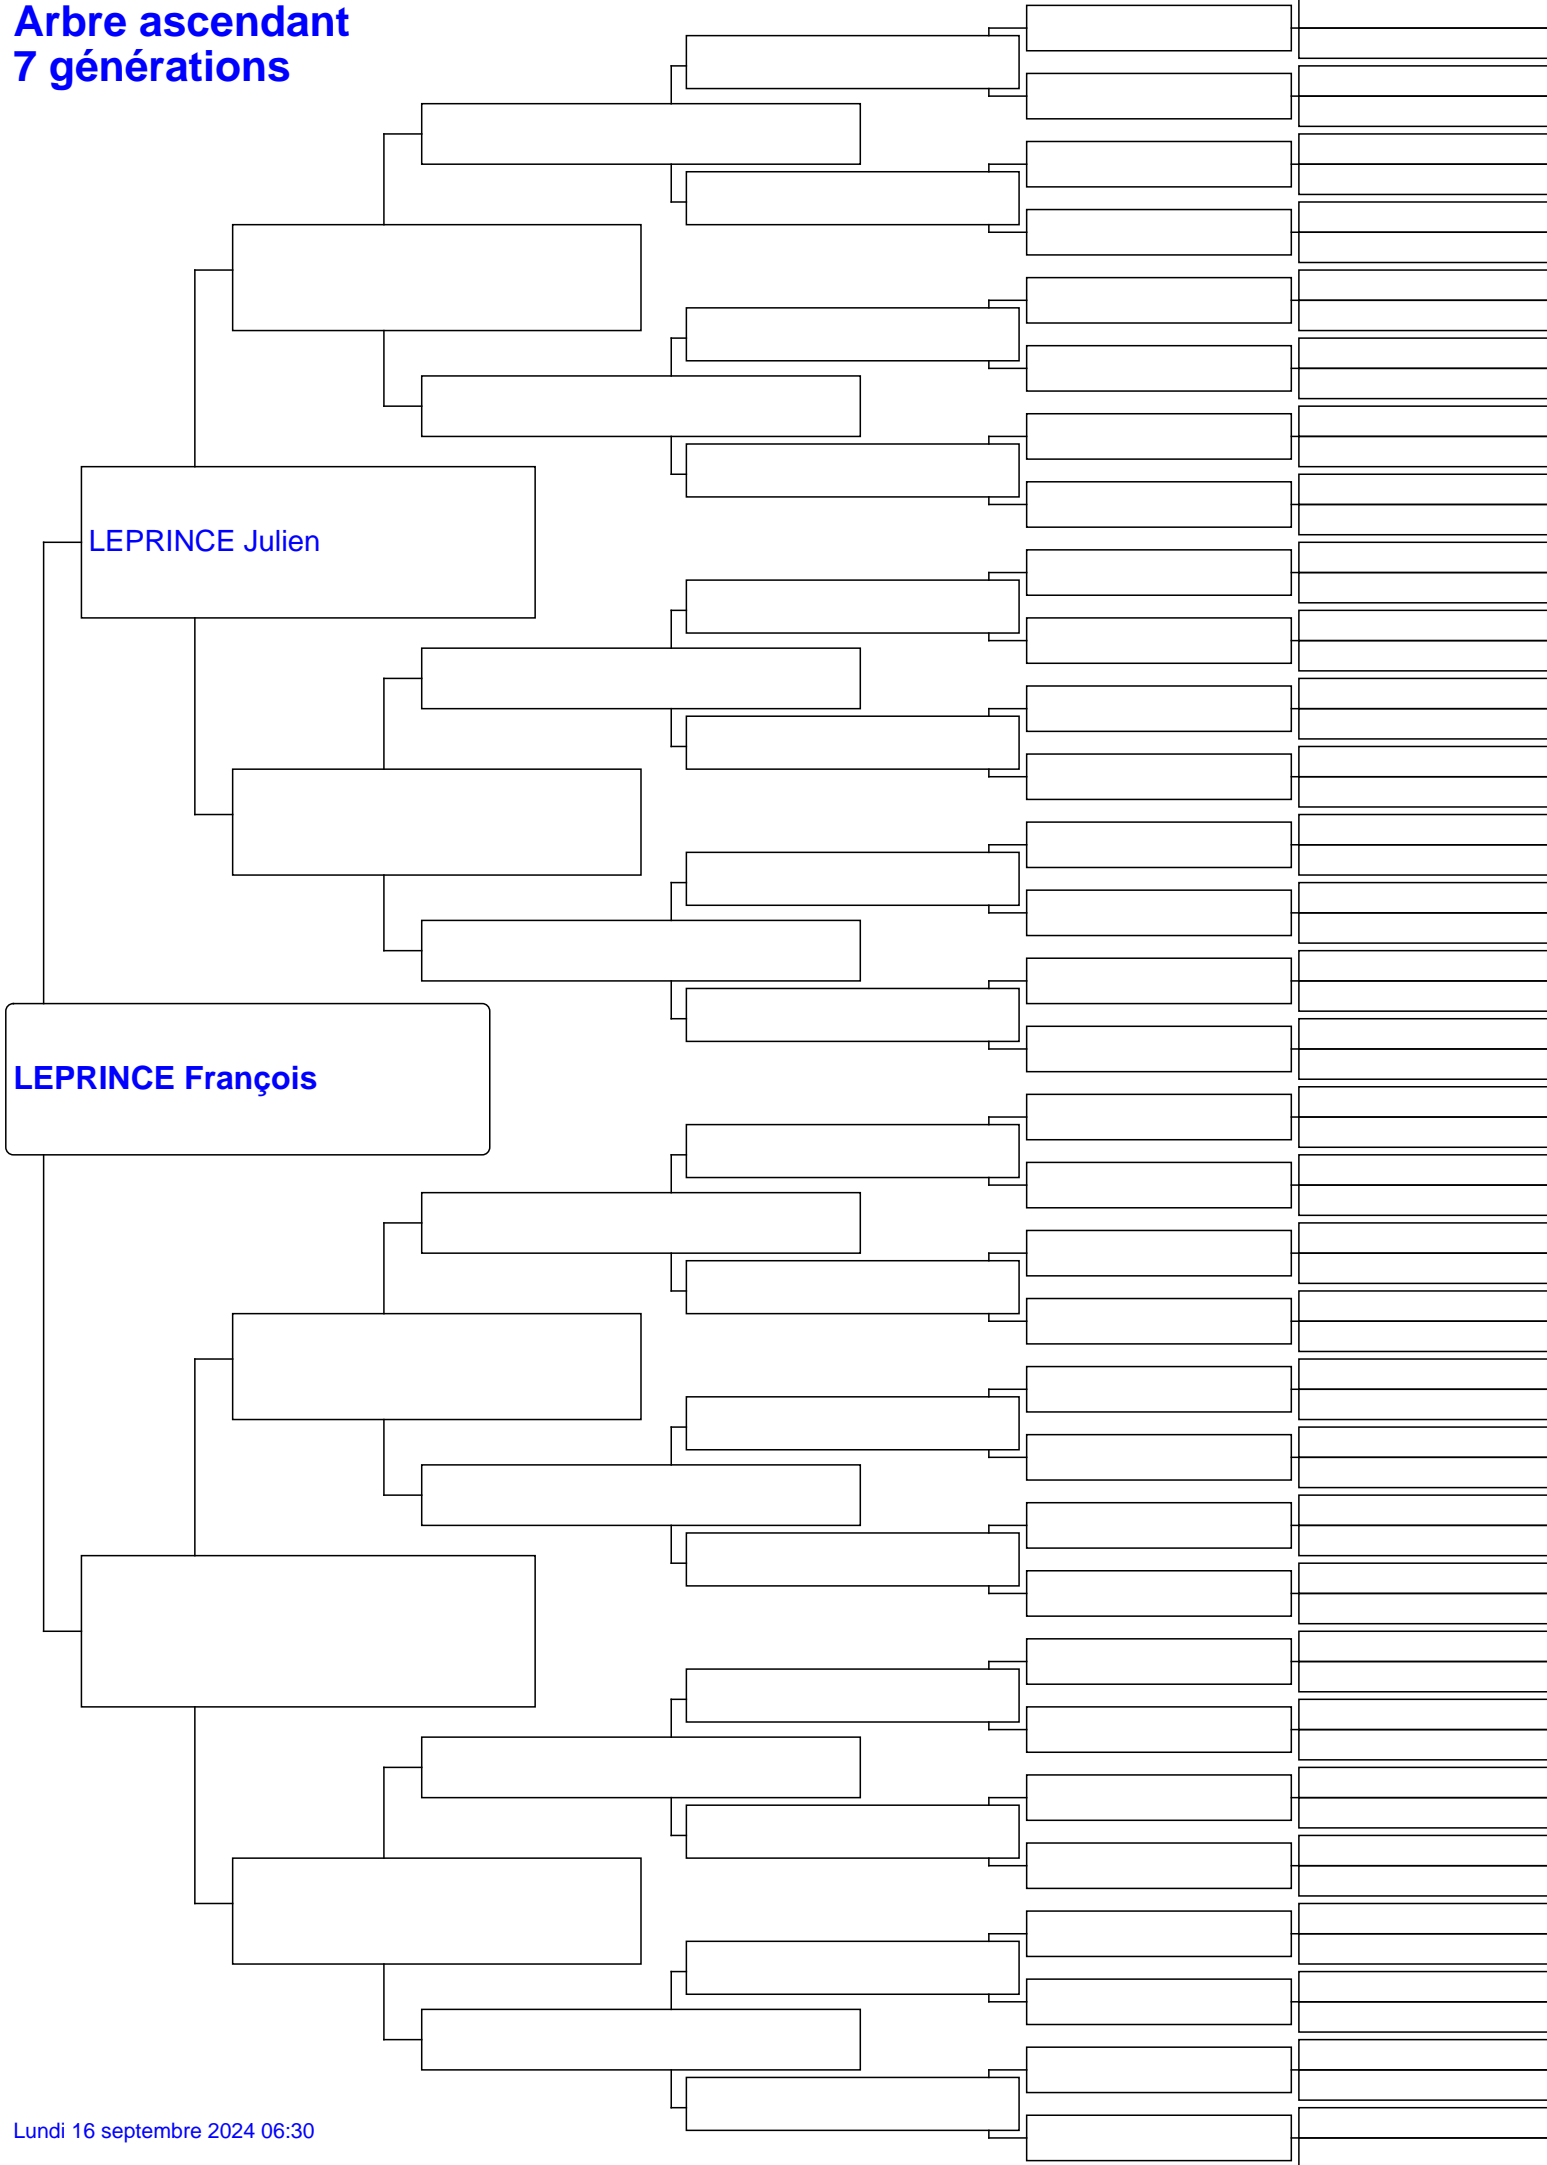 Arbre ascendant
7 générations
LEPRINCE Julien
LEPRINCE François
Lundi 16 septembre 2024 06:30